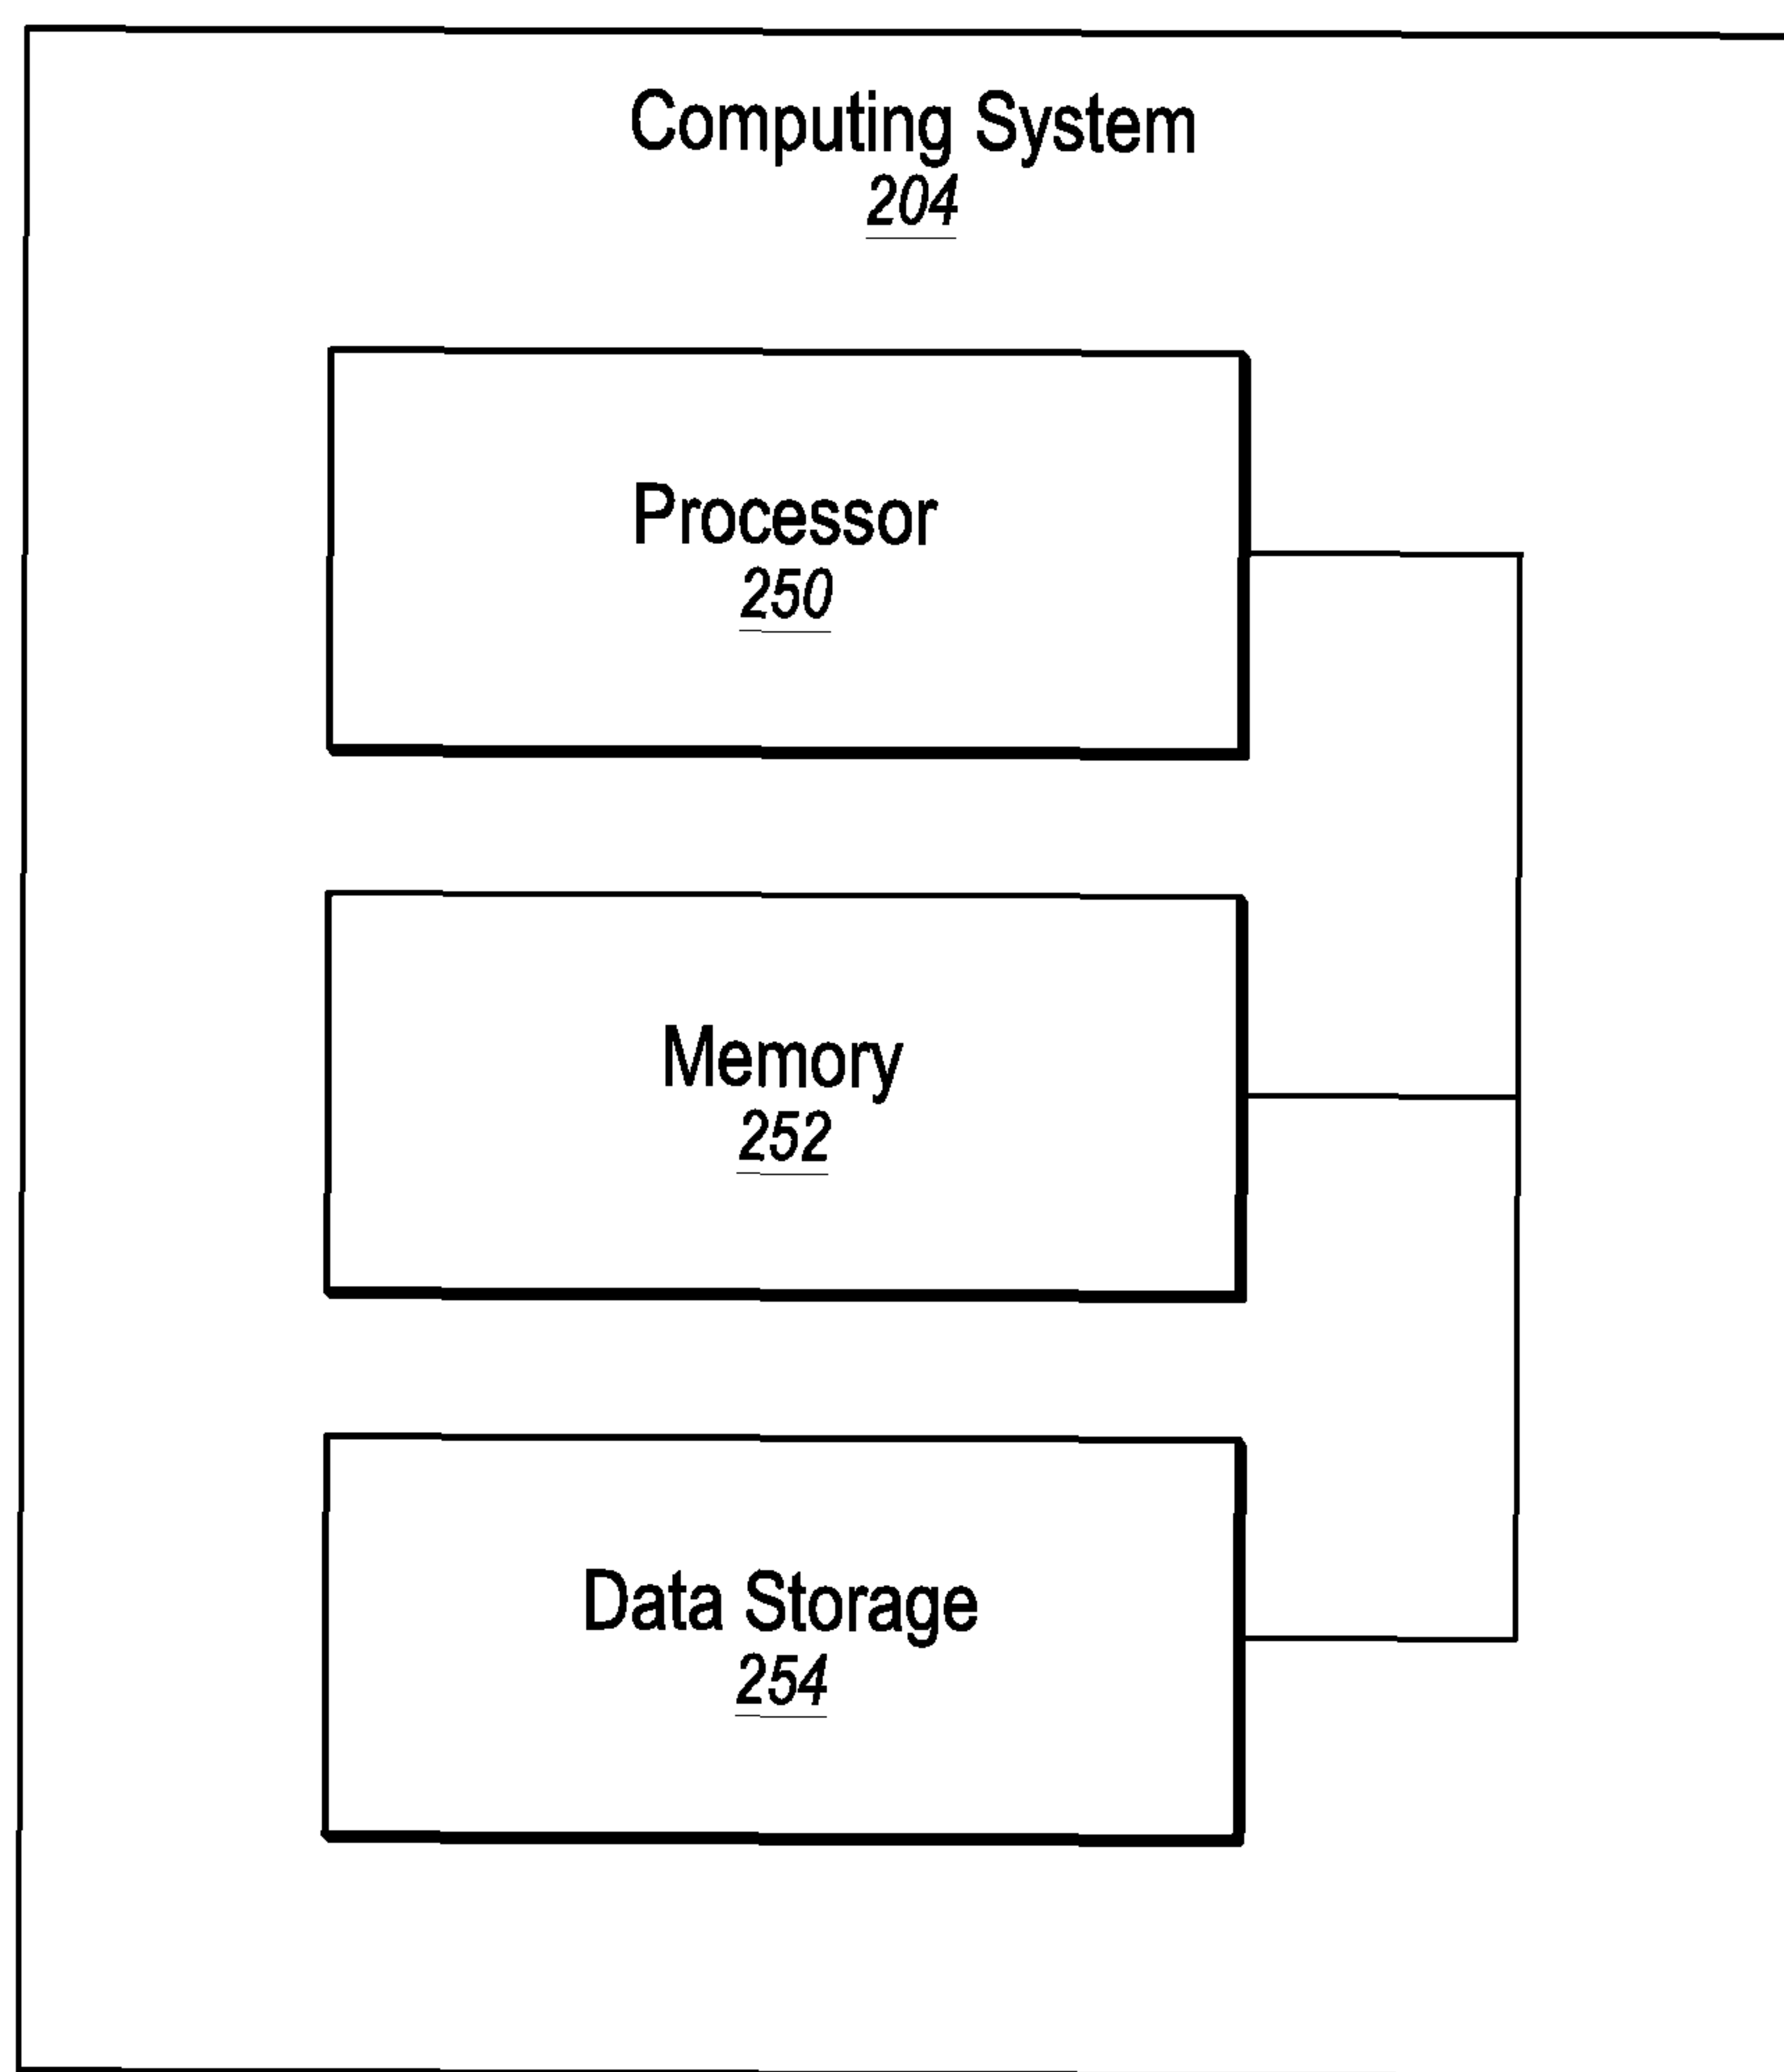 Computing System
204
Processor
250
Memory
252
Data Storage
254